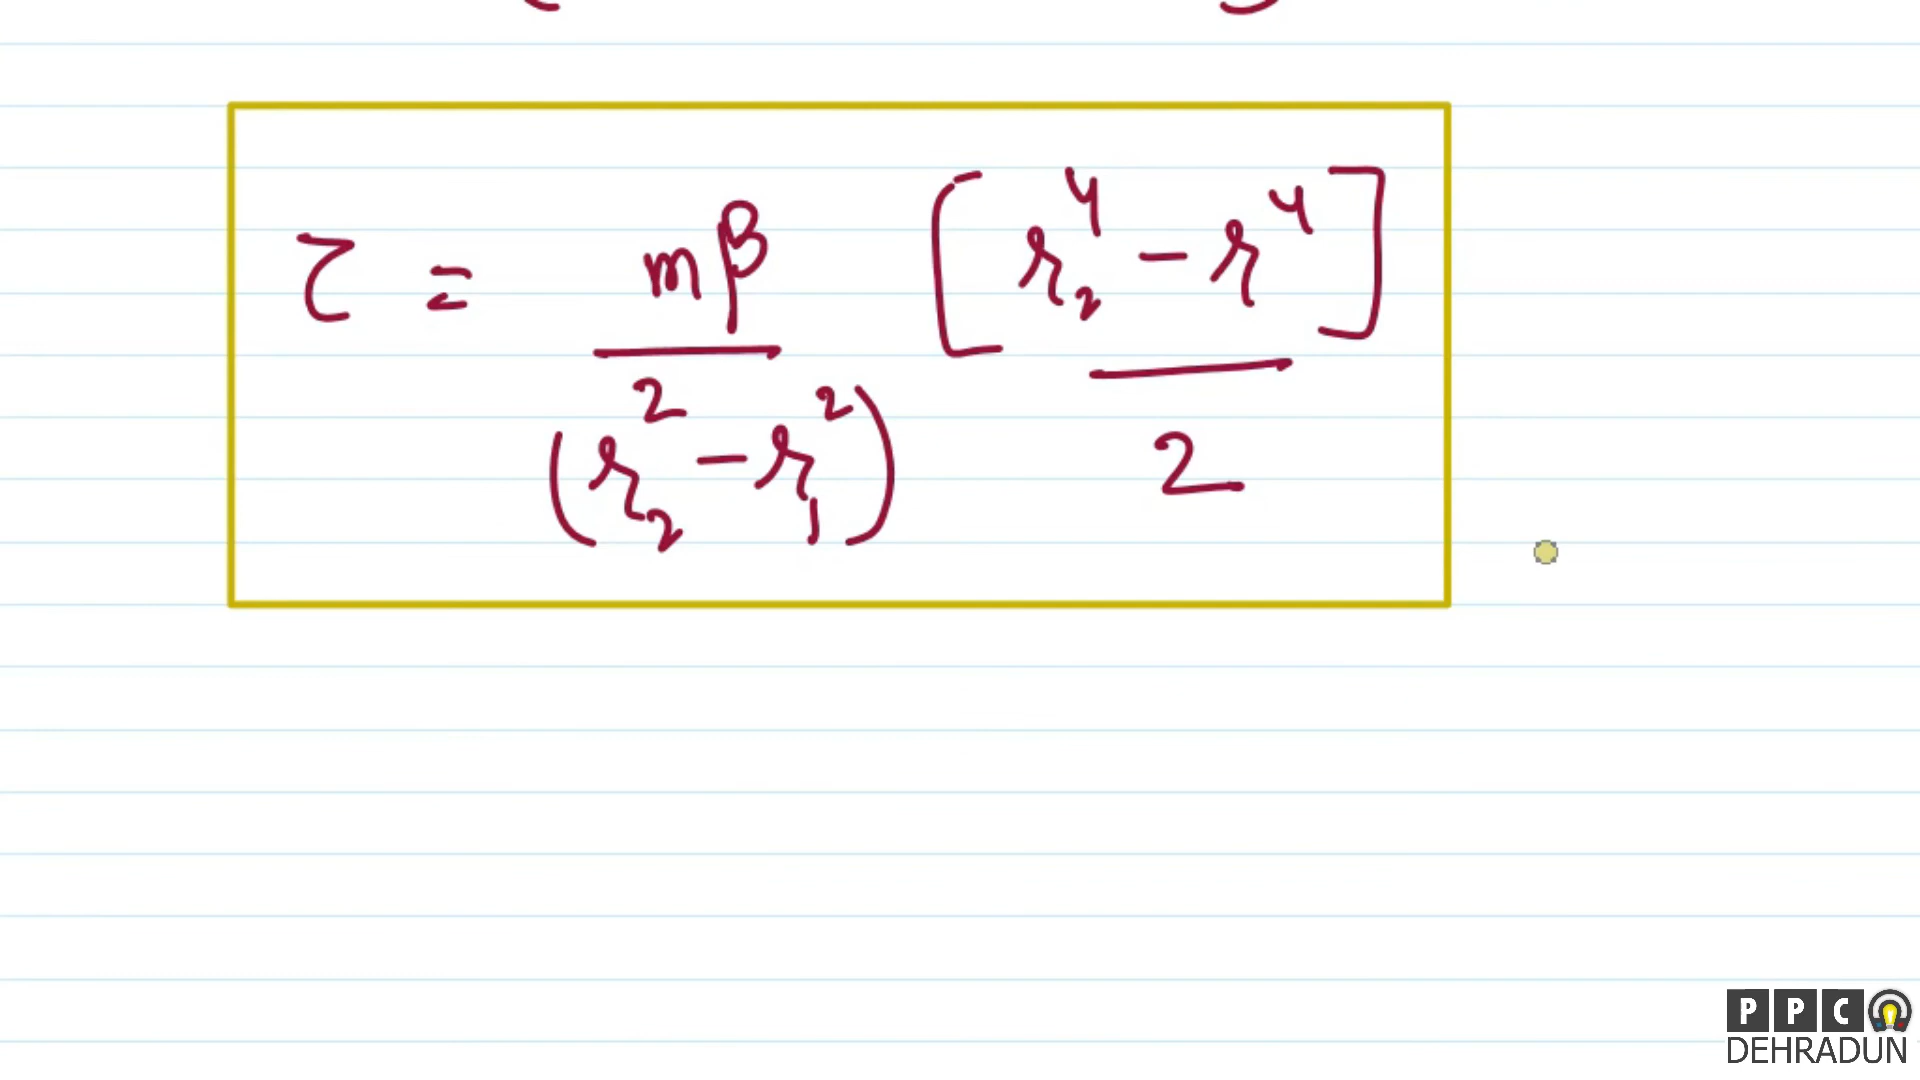 τ = mβ / (r₂² − r₁²) [r₂⁴ − r⁴] / 2
PPC
DEHRADUN